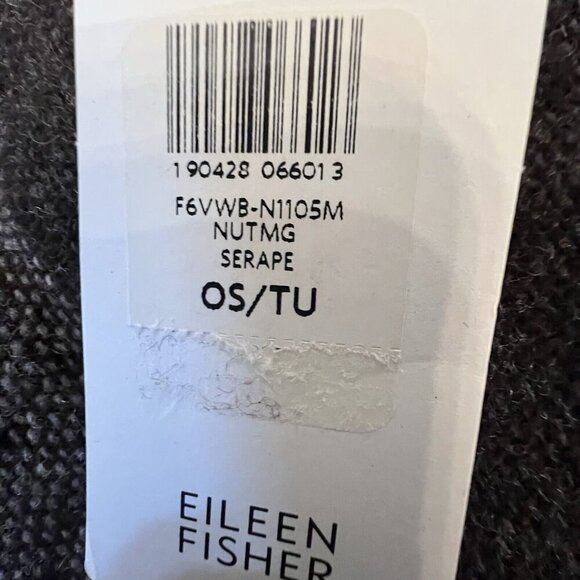 190428 066013
F6VWB-N1105M
NUTMG
SERAPE
OS/TU
EILEEN
FISHER